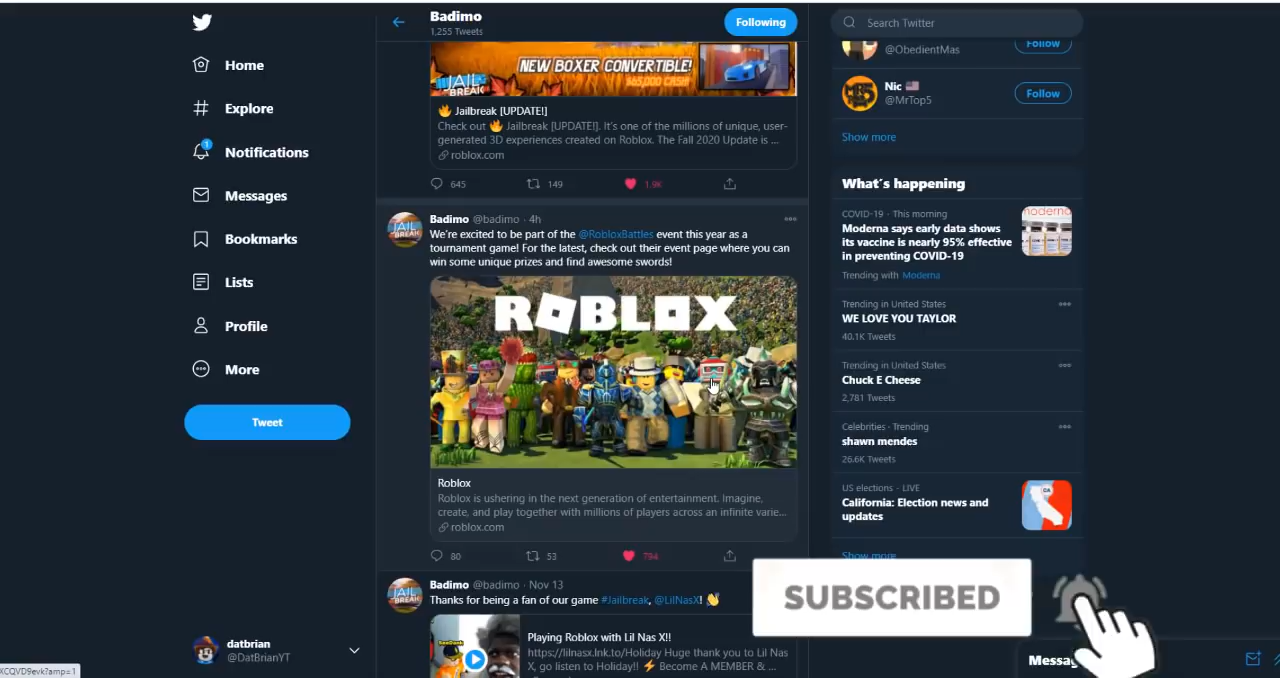 Home
Explore
1
Notifications
Messages
Bookmarks
Lists
Profile
More
Tweet
datbrian
@DatBrianYT
XCQVD9evk?amp=1
Badimo
1,255 Tweets
Following
NEW BOXER CONVERTIBLE!
$65,000 CASH!
JAIL
BREAK
🔥 Jailbreak [UPDATE!]
Check out 🔥 Jailbreak [UPDATE!]. It's one of the millions of unique, user-
generated 3D experiences created on Roblox. The Fall 2020 Update is ...
roblox.com
645 149 1.9K
Badimo @badimo · 4h
We're excited to be part of the @RobloxBattles event this year as a
tournament game! For the latest, check out their event page where you can
win some unique prizes and find awesome swords!
ROBLOX
Roblox
Roblox is ushering in the next generation of entertainment. Imagine,
create, and play together with millions of players across an infinite varie...
roblox.com
80 53 794
Badimo @badimo · Nov 13
Thanks for being a fan of our game #Jailbreak, @LilNasX! 👋
Playing Roblox with Lil Nas X!!
https://lilnasx.lnk.to/Holiday Huge thank you to Lil Nas
X, go listen to Holiday!! ⚡ Become A MEMBER & ...
Search Twitter
@ObedientMas
Follow
Nic 🇺🇸
@MrTop5
Follow
Show more
What's happening
COVID-19 · This morning
Moderna says early data shows
its vaccine is nearly 95% effective
in preventing COVID-19
Trending with Moderna
moderna
Trending in United States
WE LOVE YOU TAYLOR
40.1K Tweets
Trending in United States
Chuck E Cheese
2,781 Tweets
Celebrities · Trending
shawn mendes
26.6K Tweets
US elections · LIVE
California: Election news and
updates
Show more
SUBSCRIBED